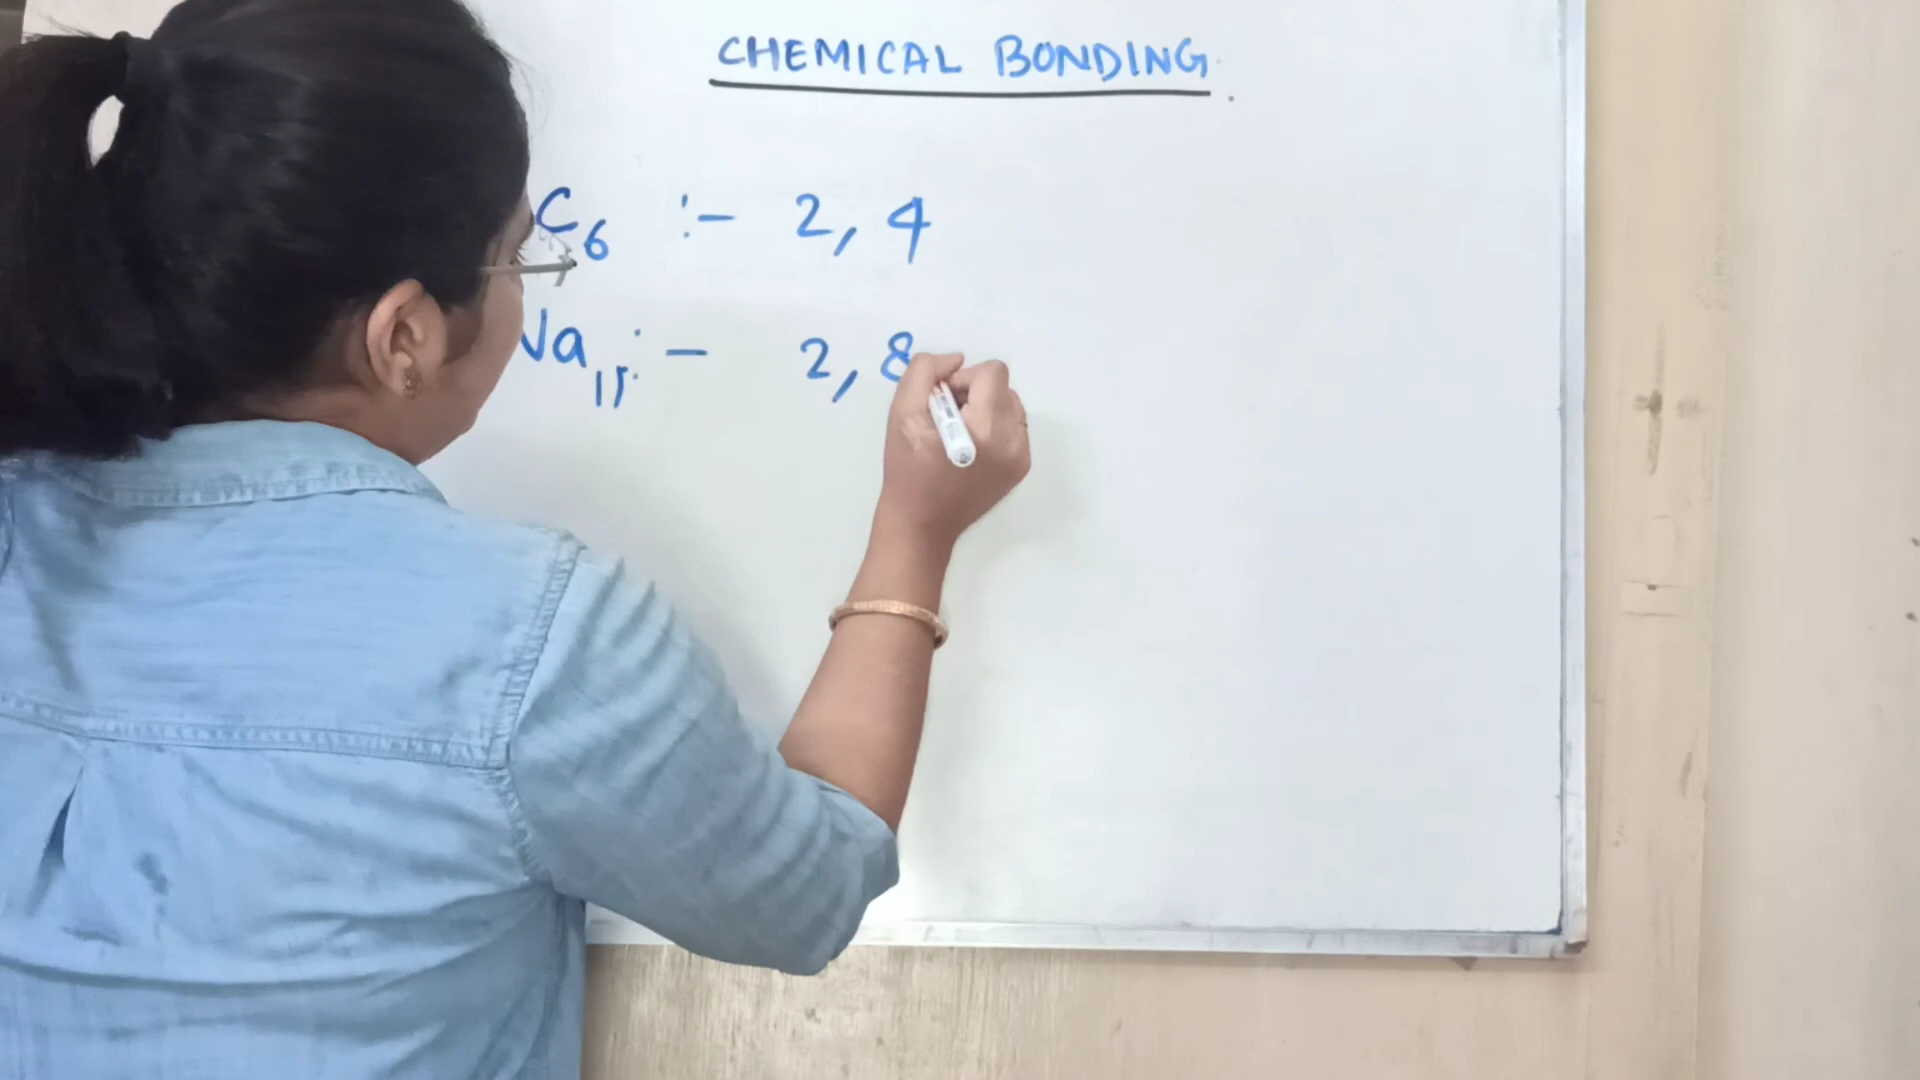 CHEMICAL BONDING.
C6 :- 2, 4
Na11 :- 2, 8